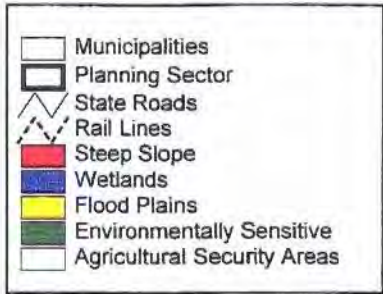 Municipalities
Planning Sector
State Roads
Rail Lines
Steep Slope
Wetlands
Flood Plains
Environmentally Sensitive
Agricultural Security Areas